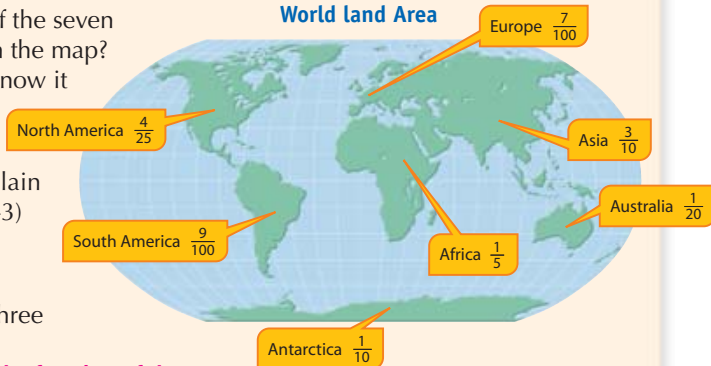 f the seven
n the map?
now it
lain
3)
hree
World land Area
Europe 7/100
North America 4/25
Asia 3/10
Australia 1/20
South America 9/100
Africa 1/5
Antarctica 1/10